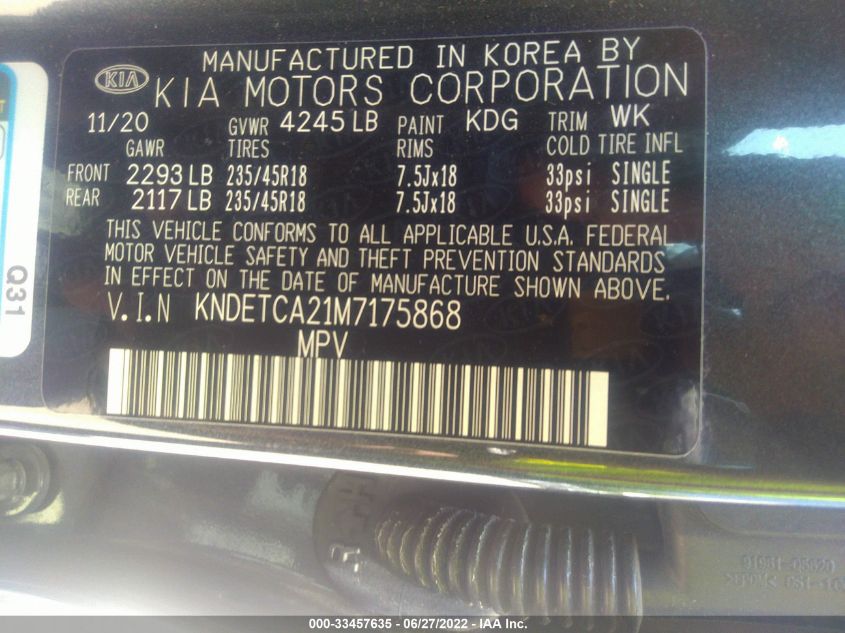 MANUFACTURED IN KOREA BY
KIA KIA MOTORS CORPORATION
11/20 GVWR 4245 LB PAINT KDG TRIM WK
GAWR TIRES RIMS COLD TIRE INFL
FRONT 2293 LB 235/45R18 7.5Jx18 33psi SINGLE
REAR 2117 LB 235/45R18 7.5Jx18 33psi SINGLE
THIS VEHICLE CONFORMS TO ALL APPLICABLE U.S.A. FEDERAL
MOTOR VEHICLE SAFETY AND THEFT PREVENTION STANDARDS
IN EFFECT ON THE DATE OF MANUFACTURE SHOWN ABOVE.
V.I.N KNDETCA21M7175868
MPV
Q31
91981-05620
000-33457635 - 06/27/2022 - IAA Inc.